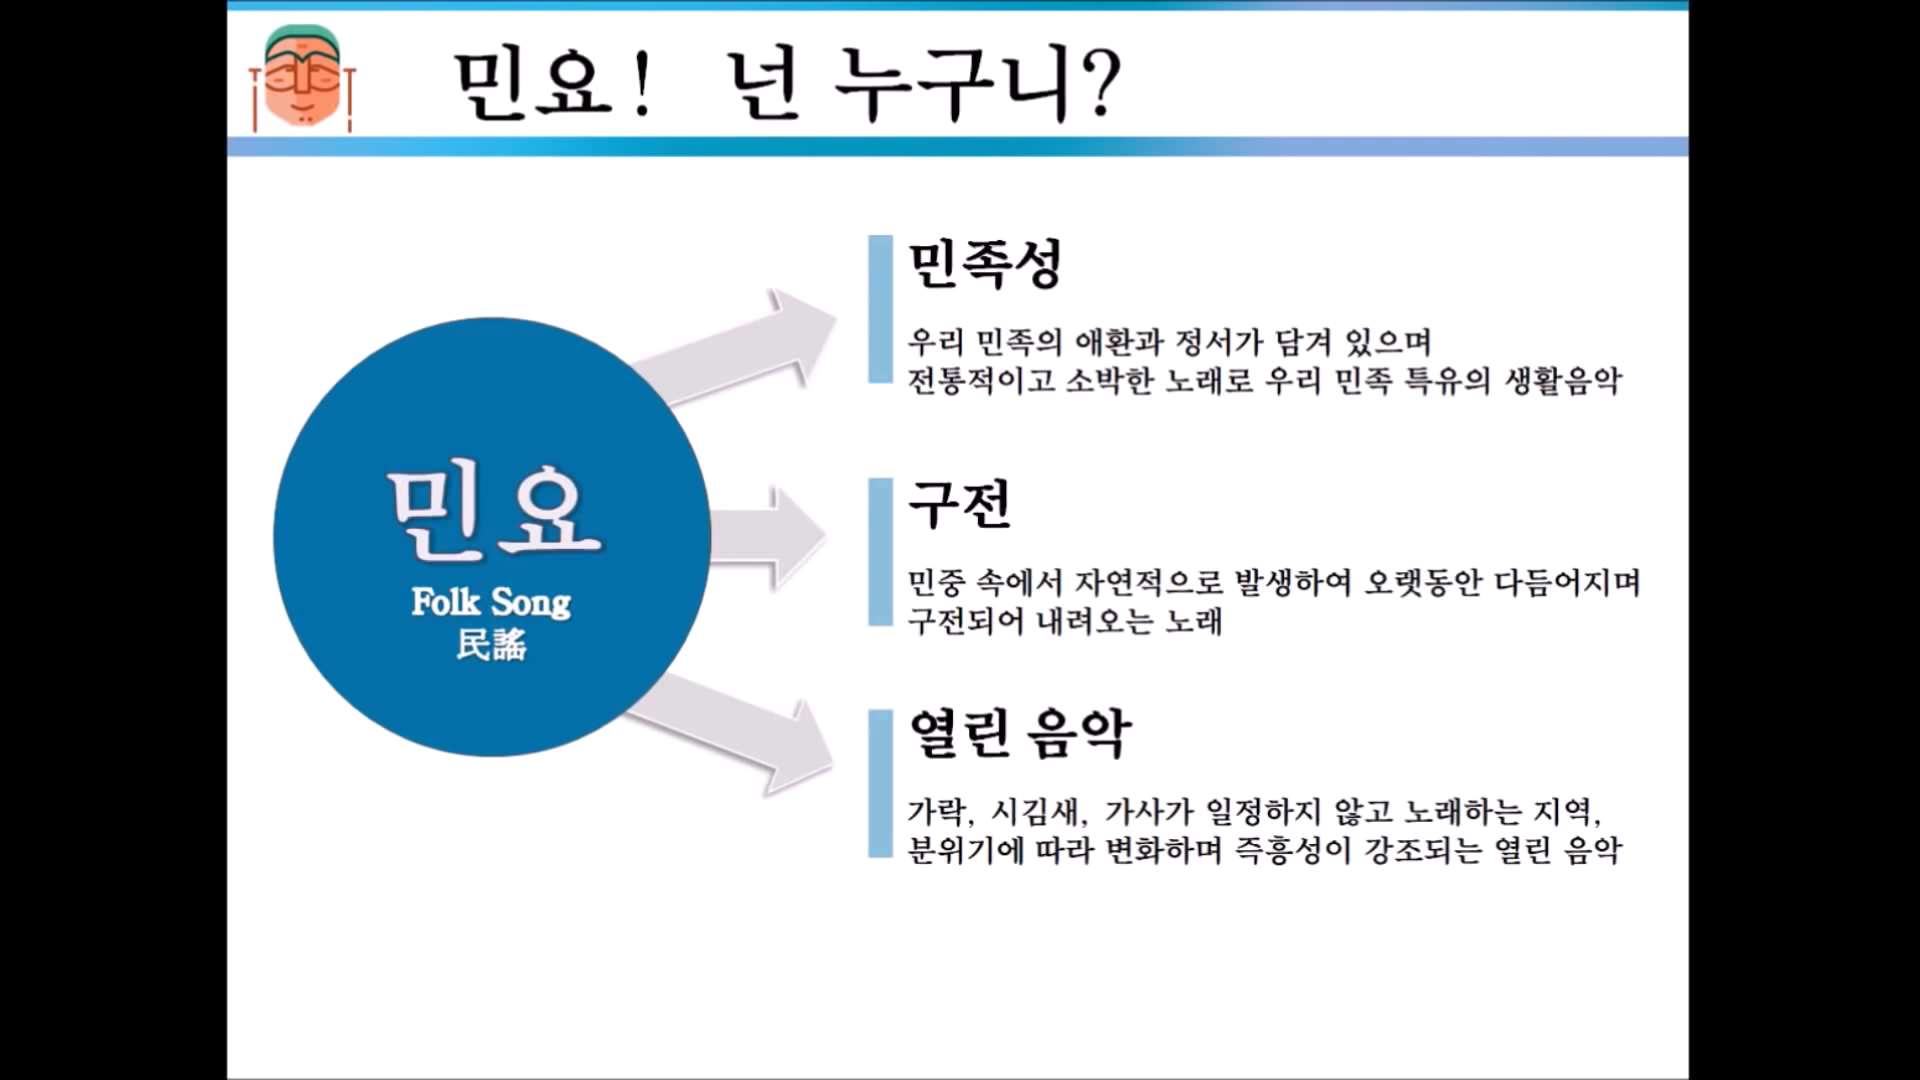 민요! 넌 누구니?
민요
Folk Song
民謠
민족성
우리 민족의 애환과 정서가 담겨 있으며
전통적이고 소박한 노래로 우리 민족 특유의 생활음악
구전
민중 속에서 자연적으로 발생하여 오랫동안 다듬어지며
구전되어 내려오는 노래
열린 음악
가락, 시김새, 가사가 일정하지 않고 노래하는 지역,
분위기에 따라 변화하며 즉흥성이 강조되는 열린 음악